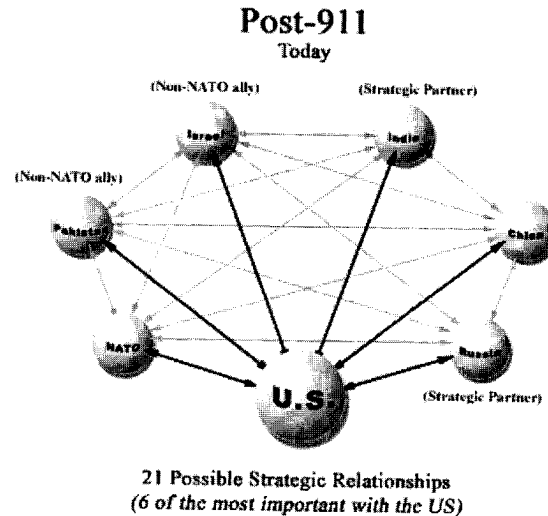 Post-911
Today
(Non-NATO ally)
(Strategic Partner)
Israel
India
(Non-NATO ally)
Pakistan
China
NATO
Russia
U.S.
(Strategic Partner)
21 Possible Strategic Relationships
(6 of the most important with the US)